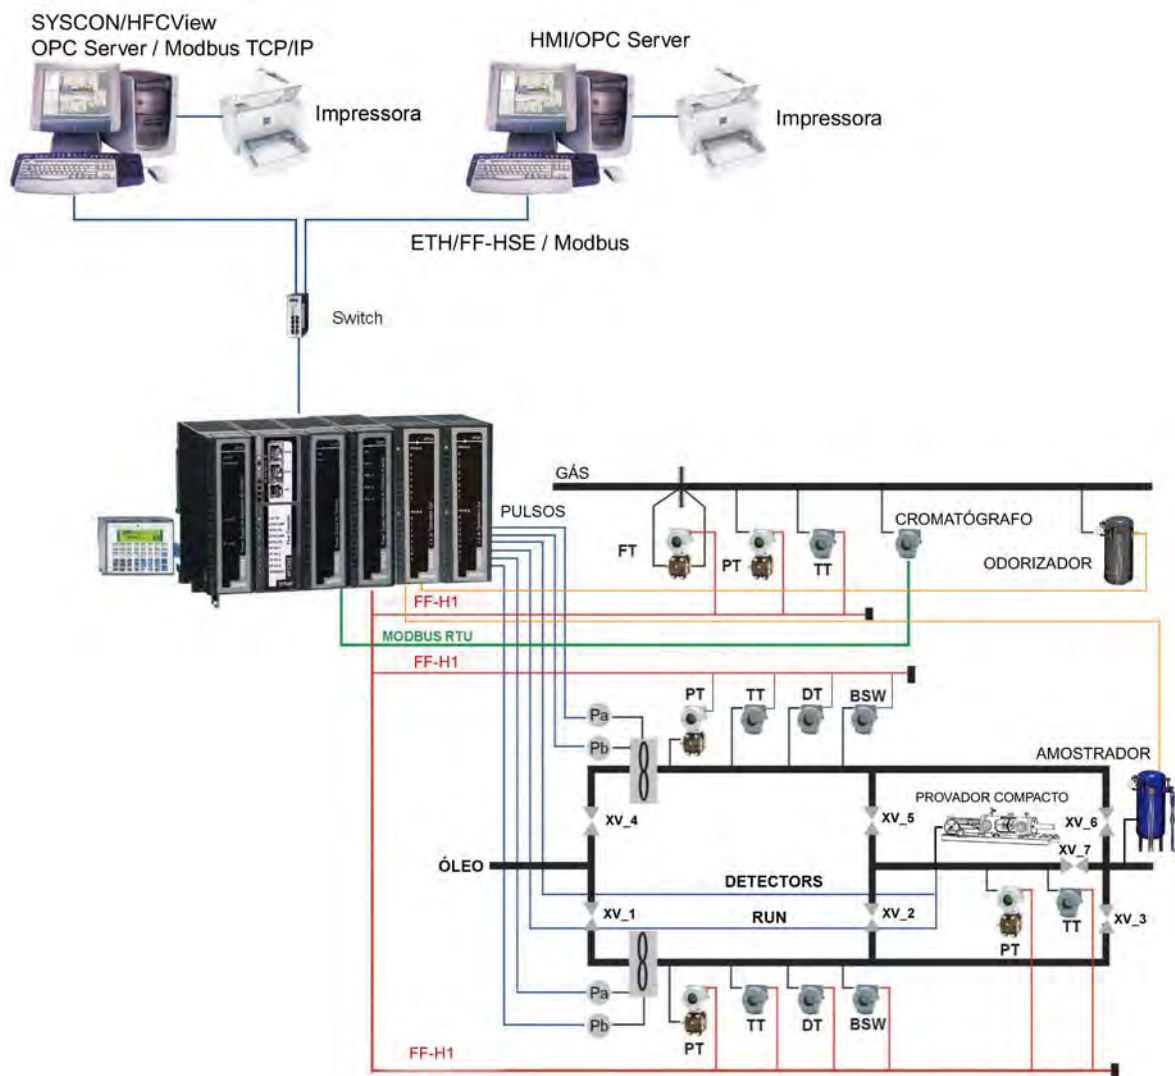 SYSCON/HFCView
OPC Server / Modbus TCP/IP
HMI/OPC Server
Impressora
Impressora
ETH/FF-HSE / Modbus
Switch
GÁS
PULSOS
CROMATÓGRAFO
FT
PT
TT
ODORIZADOR
FF-H1
MODBUS RTU
FF-H1
PT
TT
DT
BSW
Pa
Pb
AMOSTRADOR
PROVADOR COMPACTO
XV_4
XV_5
XV_6
XV_7
ÓLEO
DETECTORS
XV_1
RUN
XV_2
XV_3
PT
TT
Pa
Pb
PT
TT
DT
BSW
FF-H1